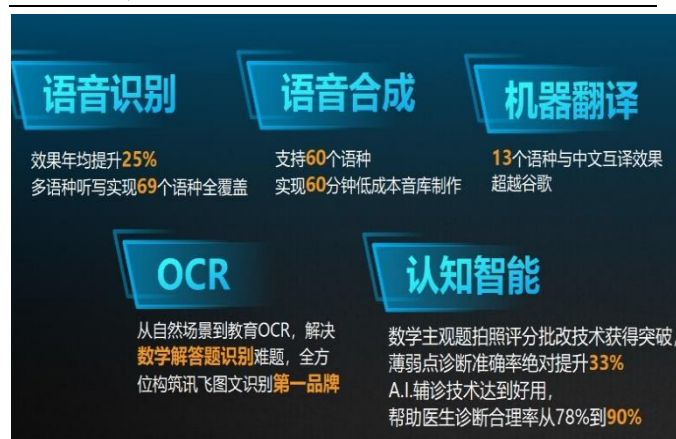 语音识别
效果年均提升25%
多语种听写实现69个语种全覆盖
语音合成
支持60个语种
实现60分钟低成本音库制作
机器翻译
13个语种与中文互译效果
超越谷歌
OCR
从自然场景到教育OCR，解决
数学解答题识别难题，全方
位构筑讯飞图文识别第一品牌
认知智能
数学主观题拍照评分批改技术获得突破，
薄弱点诊断准确率绝对提升33%
A.I.辅诊技术达到好用，
帮助医生诊断合理率从78%到90%